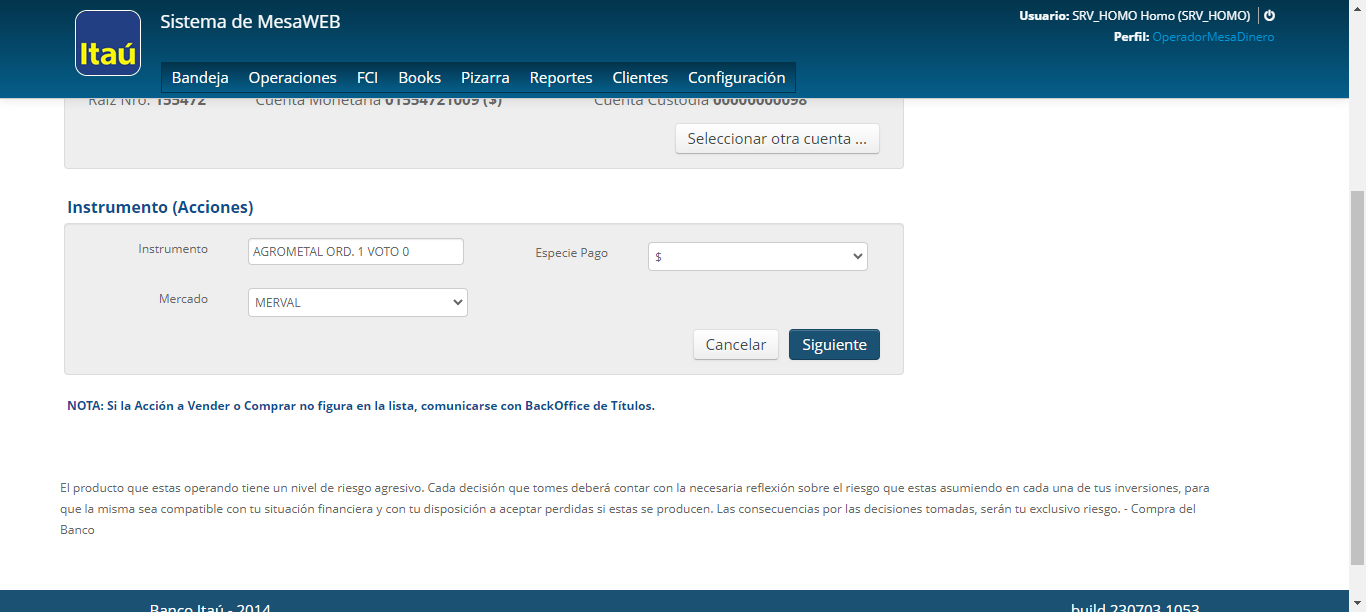 Itaú
Sistema de MesaWEB
Usuario: SRV_HOMO Homo (SRV_HOMO)
Perfil: OperadorMesaDinero
Bandeja Operaciones FCI Books Pizarra Reportes Clientes Configuración
Raíz Nro. 155472 Cuenta Monetaria 01554721009 ($) Cuenta Custodia 00000000098
Seleccionar otra cuenta ...
Instrumento (Acciones)
Instrumento AGROMETAL ORD. 1 VOTO 0 Especie Pago $
Mercado MERVAL
Cancelar Siguiente
NOTA: Si la Acción a Vender o Comprar no figura en la lista, comunicarse con BackOffice de Títulos.
El producto que estas operando tiene un nivel de riesgo agresivo. Cada decisión que tomes deberá contar con la necesaria reflexión sobre el riesgo que estas asumiendo en cada una de tus inversiones, para
que la misma sea compatible con tu situación financiera y con tu disposición a aceptar perdidas si estas se producen. Las consecuencias por las decisiones tomadas, serán tu exclusivo riesgo. - Compra del
Banco
Banco Itaú - 2014 build 230703.1053